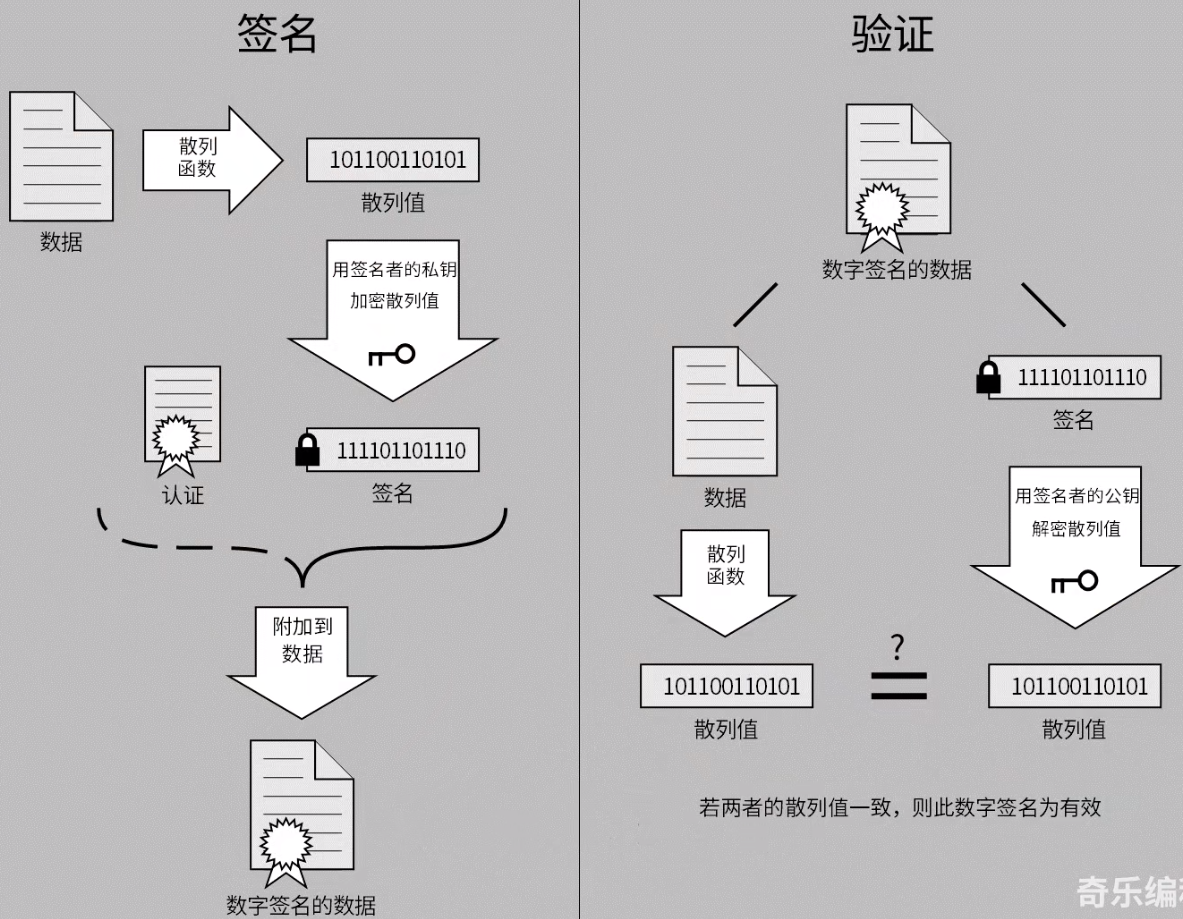 签名
散列
函数
101100110101
散列值
数据
用签名者的私钥
加密散列值
111101101110
签名
认证
附加到
数据
数字签名的数据
验证
数字签名的数据
数据
111101101110
签名
散列
函数
用签名者的公钥
解密散列值
?
101100110101
散列值
101100110101
散列值
若两者的散列值一致，则此数字签名为有效
奇乐编程